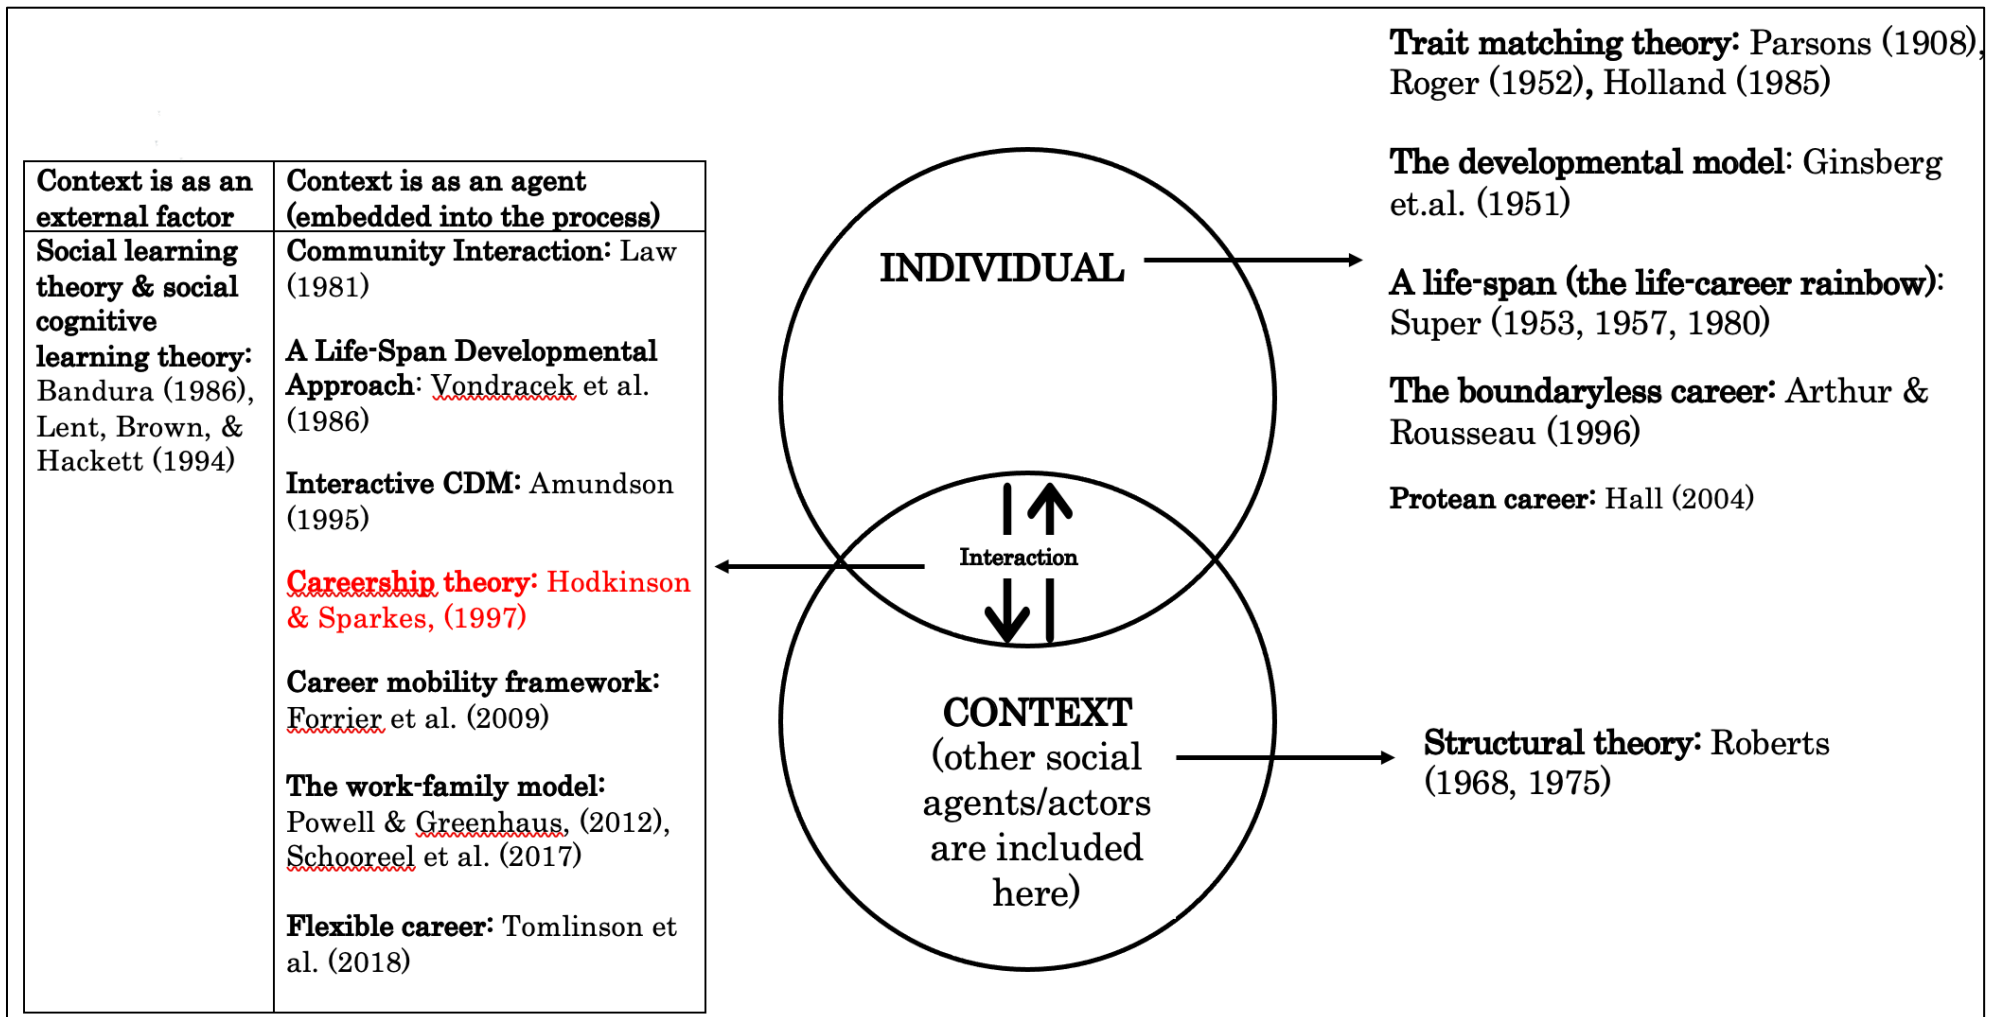 Trait matching theory: Parsons (1908),
Roger (1952), Holland (1985)
The developmental model: Ginsberg
et.al. (1951)
A life-span (the life-career rainbow):
Super (1953, 1957, 1980)
The boundaryless career: Arthur &
Rousseau (1996)
Protean career: Hall (2004)
Context is as an
external factor
Social learning
theory & social
cognitive
learning theory:
Bandura (1986),
Lent, Brown, &
Hackett (1994)
Context is as an agent
(embedded into the process)
Community Interaction: Law
(1981)
A Life-Span Developmental
Approach: Vondracek et al.
(1986)
Interactive CDM: Amundson
(1995)
Careership theory: Hodkinson
& Sparkes, (1997)
Career mobility framework:
Forrier et al. (2009)
The work-family model:
Powell & Greenhaus, (2012),
Schooreel et al. (2017)
Flexible career: Tomlinson et
al. (2018)
INDIVIDUAL
Interaction
CONTEXT
(other social
agents/actors
are included
here)
Structural theory: Roberts
(1968, 1975)